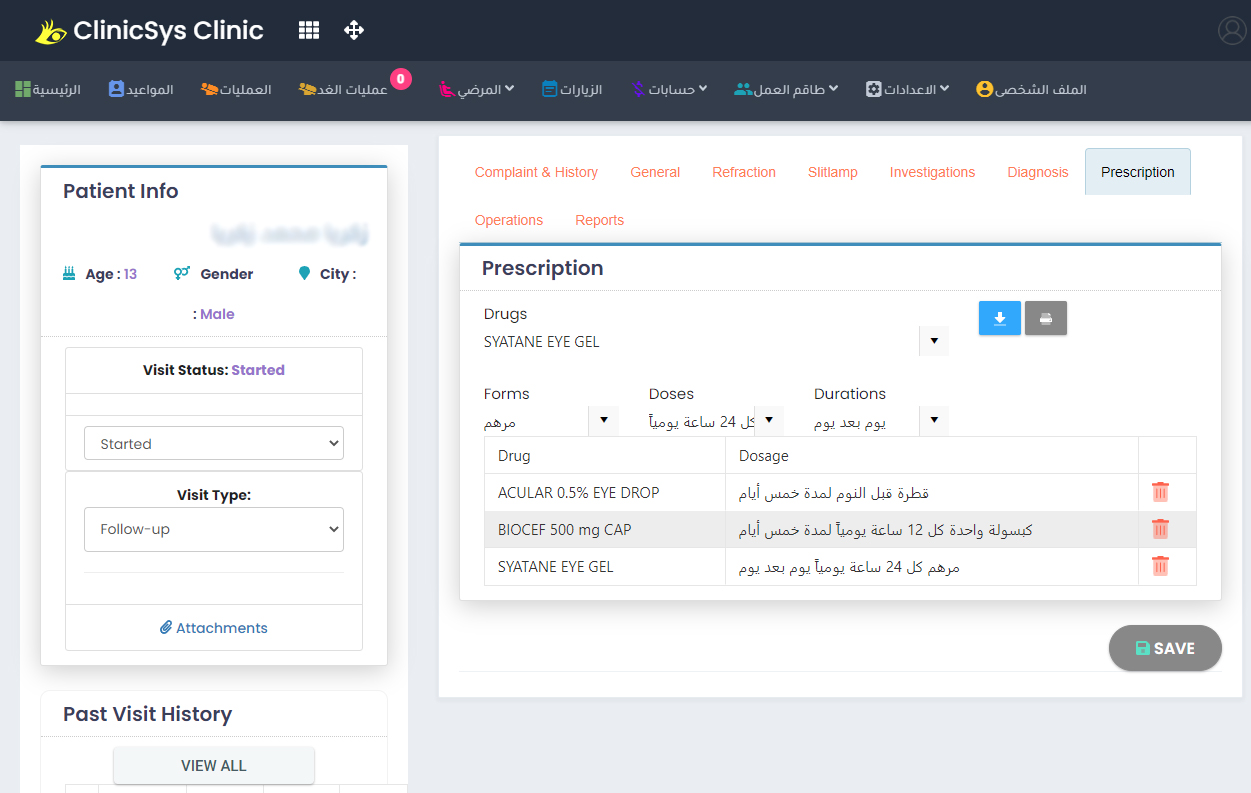 ClinicSys Clinic
الرئيسية المواعيد العمليات عمليات الغد 0 المرضي الزيارات حسابات طاقم العمل الاعدادات الملف الشخصى
Patient Info
Age : 13 Gender : Male City :
Visit Status: Started
Started
Visit Type:
Follow-up
Attachments
Past Visit History
VIEW ALL
Complaint & History General Refraction Slitlamp Investigations Diagnosis Prescription
Operations Reports
Prescription
Drugs
SYATANE EYE GEL
Forms Doses Durations
مرهم كل 24 ساعة يومياً يوم بعد يوم
Drug Dosage
ACULAR 0.5% EYE DROP قطرة قبل النوم لمدة خمس أيام
BIOCEF 500 mg CAP كبسولة واحدة كل 12 ساعة يومياً لمدة خمس أيام
SYATANE EYE GEL مرهم كل 24 ساعة يومياً يوم بعد يوم
SAVE